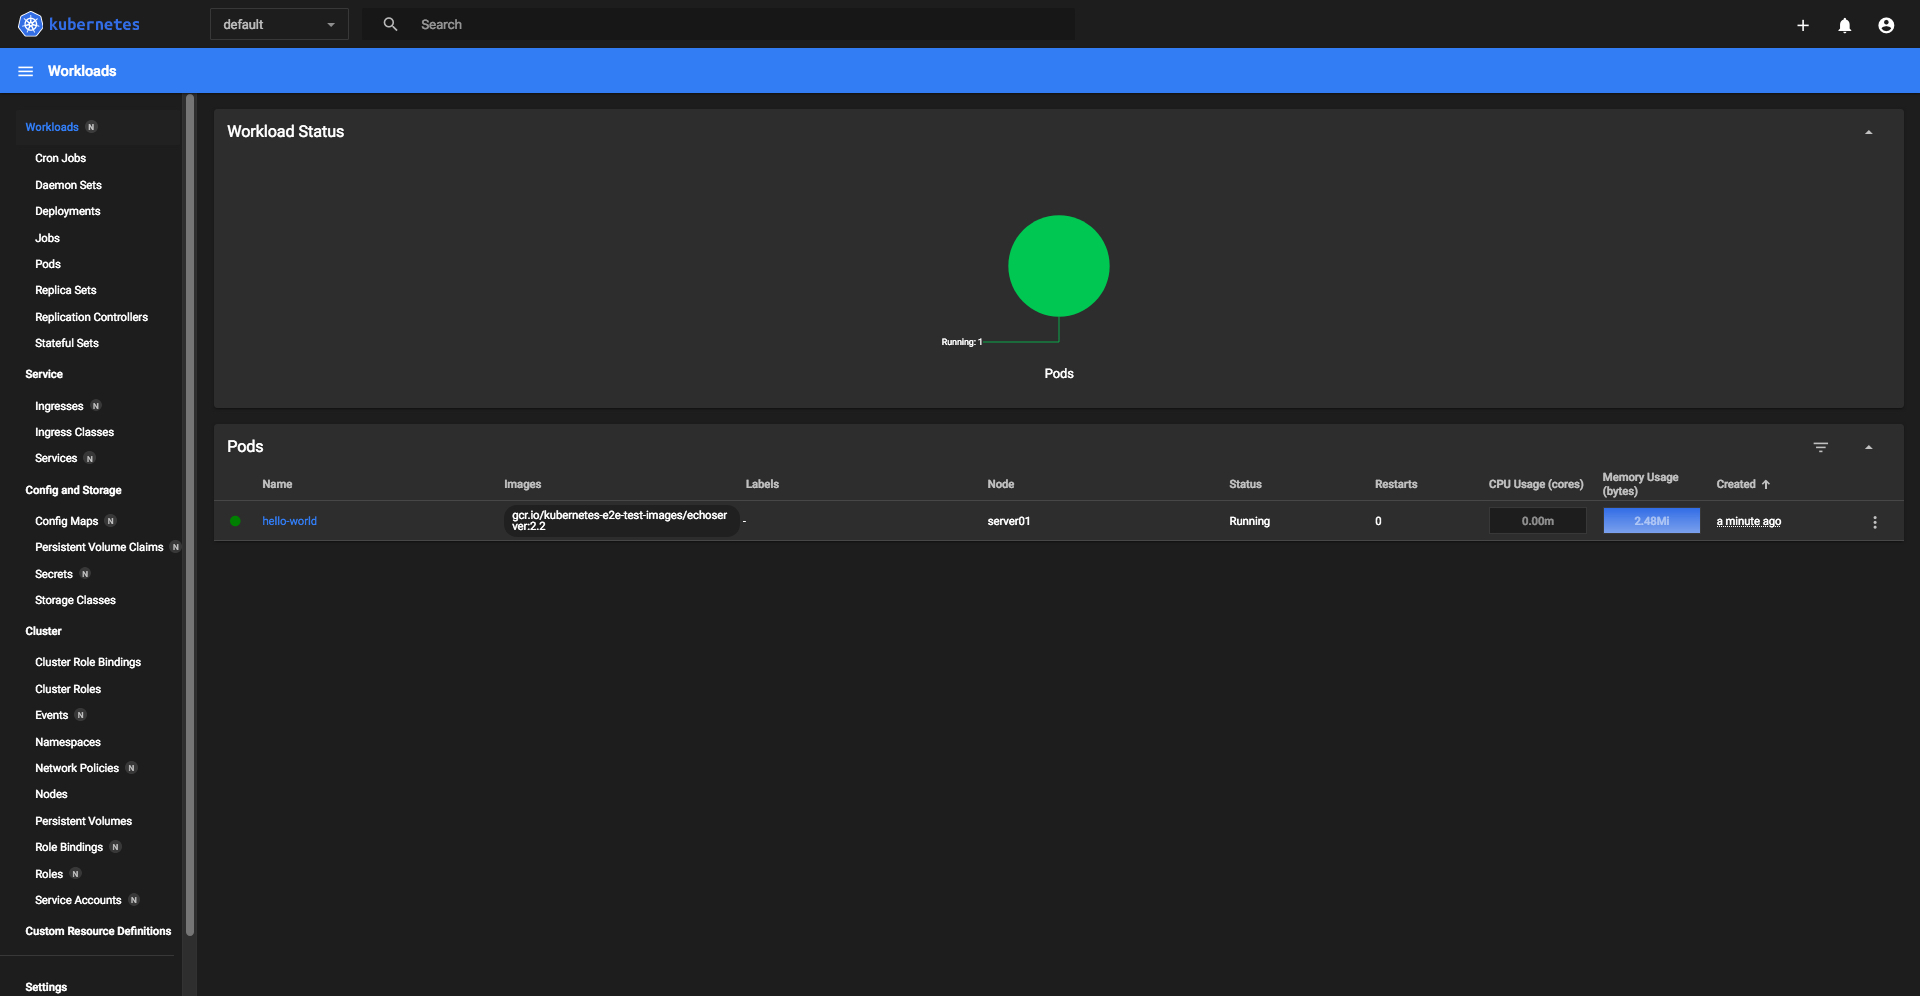 kubernetes
default
Search
Workloads
Workloads N
Cron Jobs
Daemon Sets
Deployments
Jobs
Pods
Replica Sets
Replication Controllers
Stateful Sets
Service
Ingresses N
Ingress Classes
Services N
Config and Storage
Config Maps N
Persistent Volume Claims N
Secrets N
Storage Classes
Cluster
Cluster Role Bindings
Cluster Roles
Events N
Namespaces
Network Policies N
Nodes
Persistent Volumes
Role Bindings N
Roles N
Service Accounts N
Custom Resource Definitions
Settings
Workload Status
Running: 1
Pods
Pods
Name Images Labels Node Status Restarts CPU Usage (cores) Memory Usage
(bytes) Created
hello-world gcr.io/kubernetes-e2e-test-images/echoser
ver:2.2 - server01 Running 0 0.00m 2.48Mi a minute ago